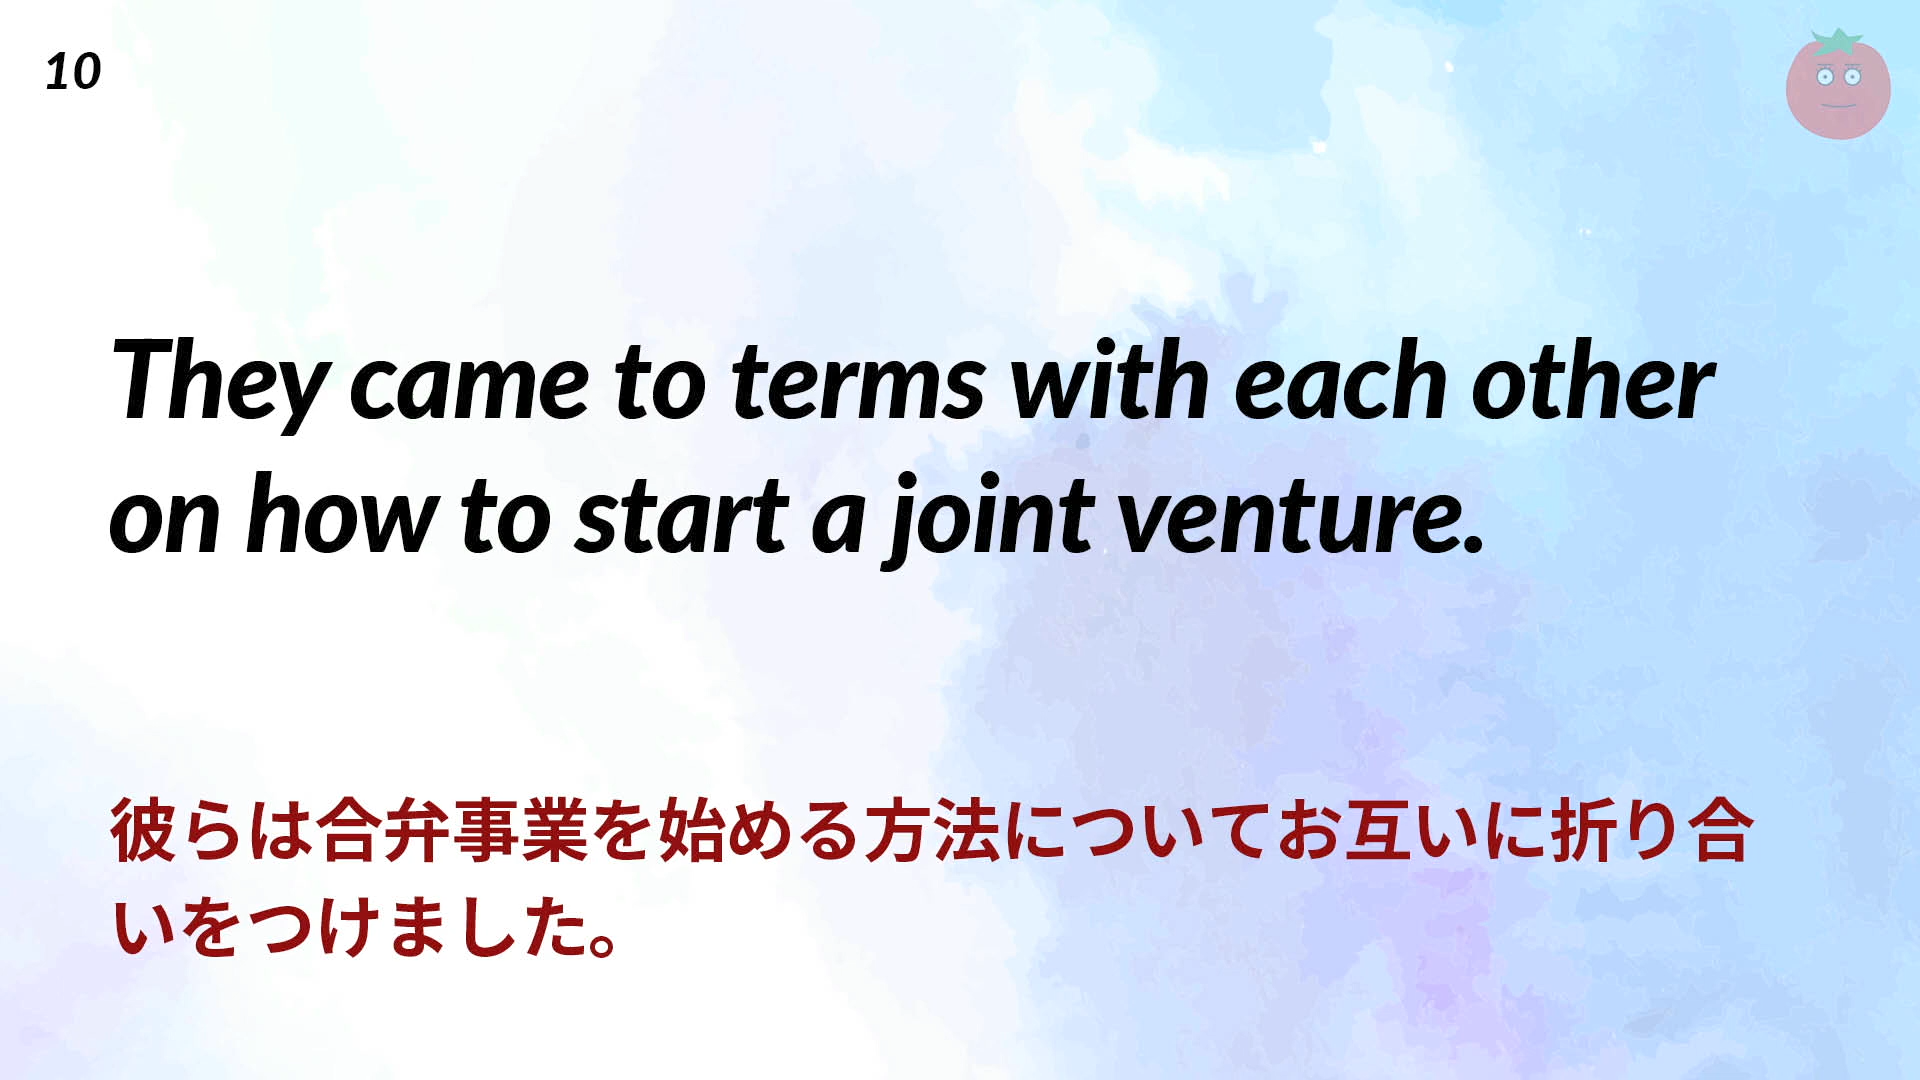 10
They came to terms with each other
on how to start a joint venture.
彼らは合弁事業を始める方法についてお互いに折り合
いをつけました。